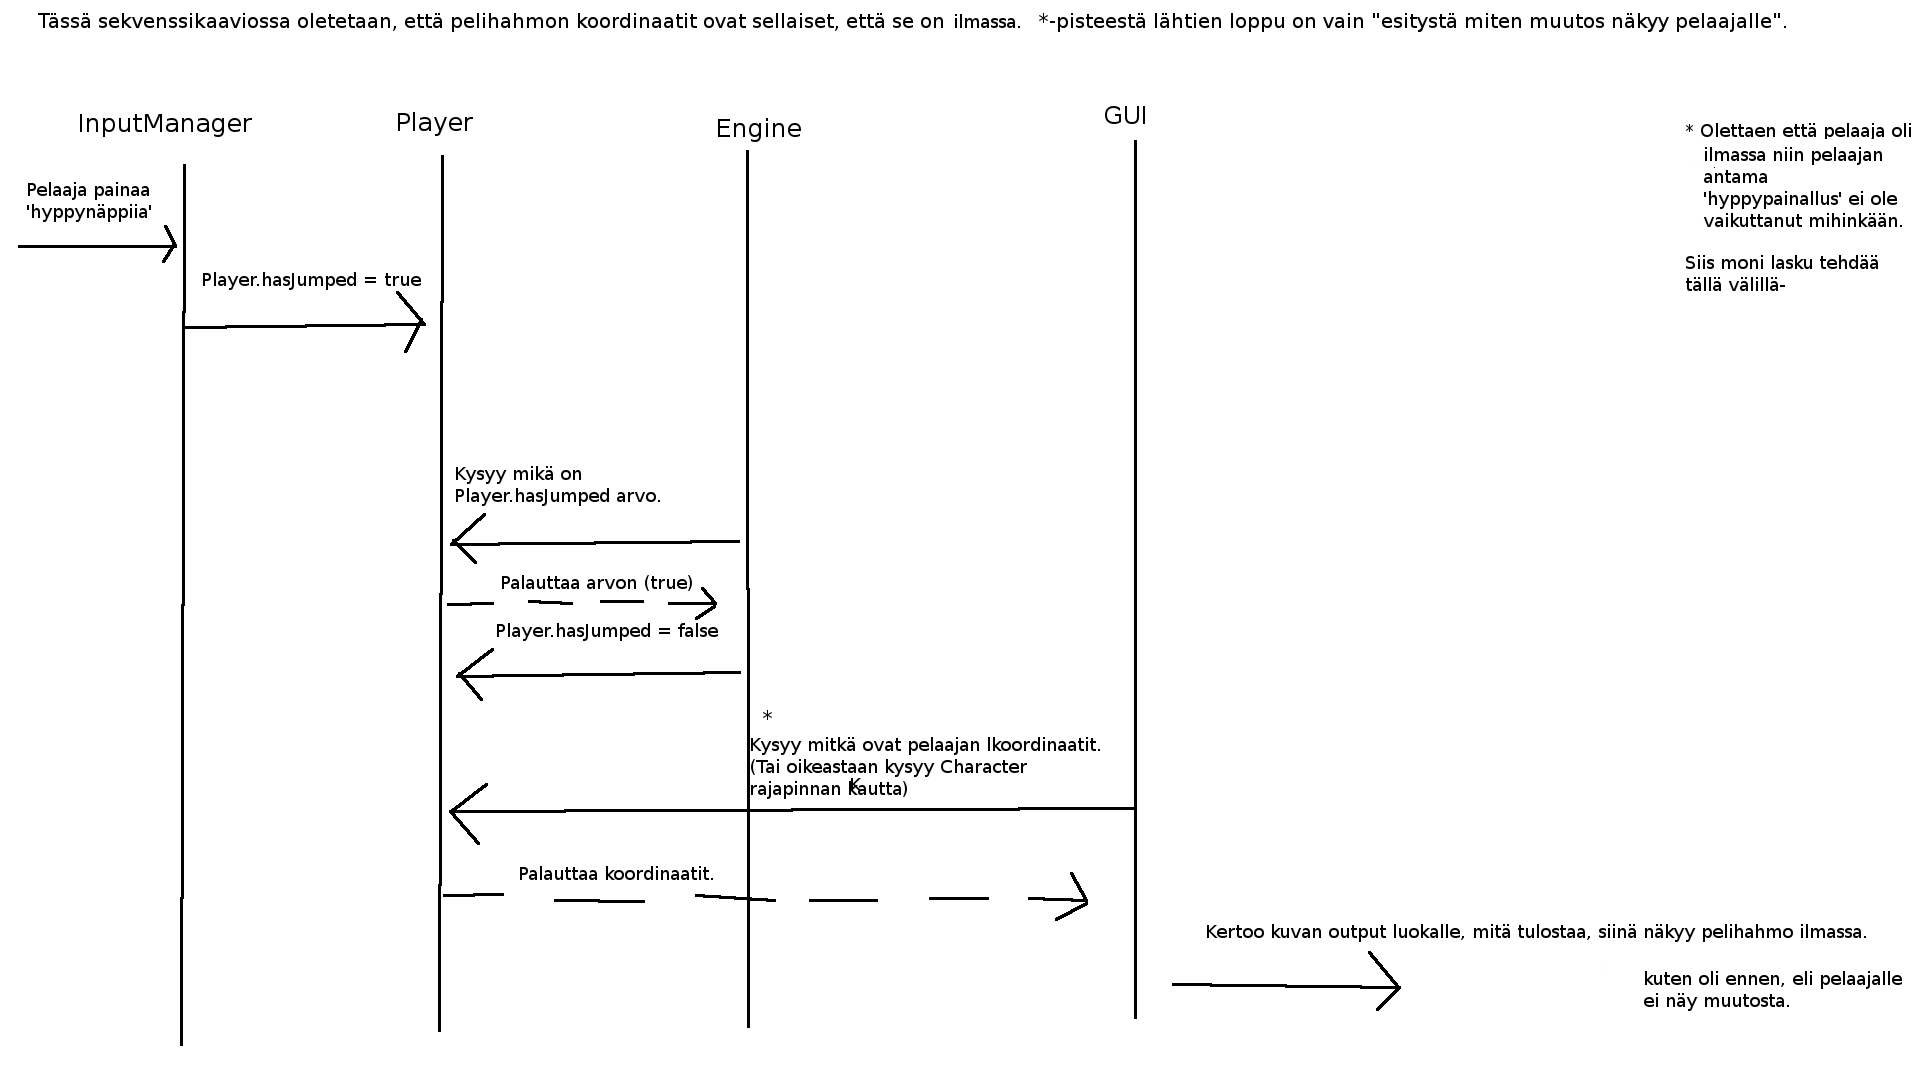 Tässä sekvenssikaaviossa oletetaan, että pelihahmon koordinaatit ovat sellaiset, että se on ilmassa. *-pisteestä lähtien loppu on vain "esitystä miten muutos näkyy pelaajalle".
InputManager
Player
Engine
GUI
* Olettaen että pelaaja oli
ilmassa niin pelaajan
antama
'hyppypainallus' ei ole
vaikuttanut mihinkään.
Siis moni lasku tehdää
tällä välillä-
Pelaaja painaa
'hyppynäppiia'
Player.hasJumped = true
Kysyy mikä on
Player.hasJumped arvo.
Palauttaa arvon (true)
Player.hasJumped = false
*
Kysyy mitkä ovat pelaajan lkoordinaatit.
(Tai oikeastaan kysyy Character
rajapinnan kautta)
K
Palauttaa koordinaatit.
Kertoo kuvan output luokalle, mitä tulostaa, siinä näkyy pelihahmo ilmassa.
kuten oli ennen, eli pelaajalle
ei näy muutosta.